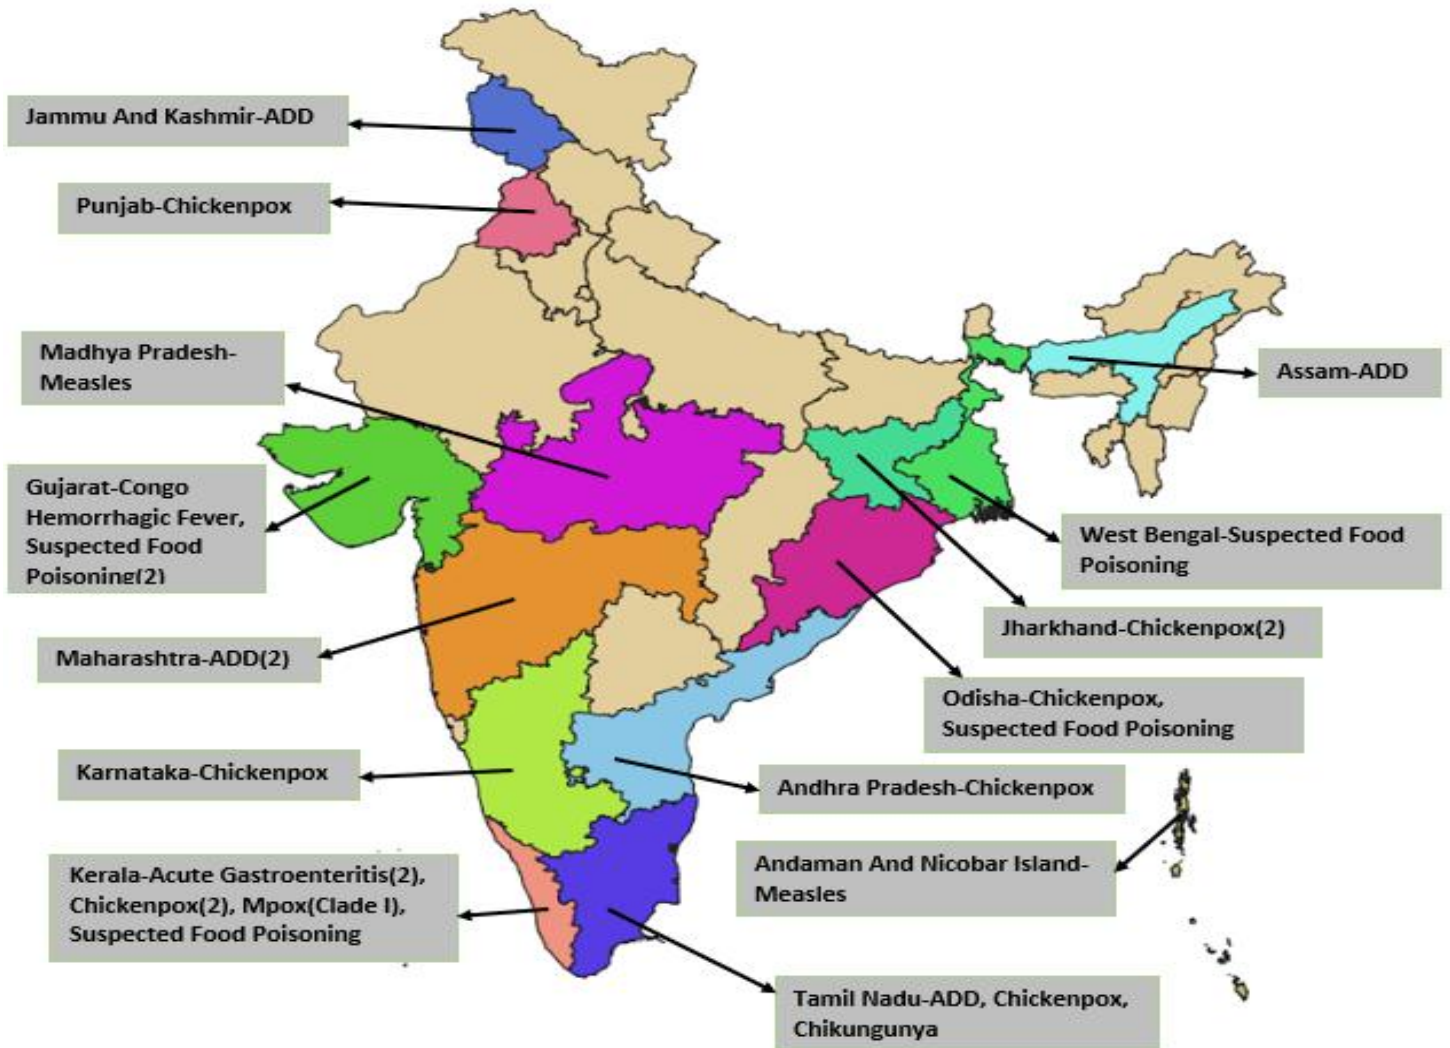 Jammu And Kashmir-ADD
Punjab-Chickenpox
Madhya Pradesh-
Measles
Assam-ADD
Gujarat-Congo
Hemorrhagic Fever,
Suspected Food
Poisoning(2)
West Bengal-Suspected Food
Poisoning
Jharkhand-Chickenpox(2)
Maharashtra-ADD(2)
Odisha-Chickenpox,
Suspected Food Poisoning
Karnataka-Chickenpox
Andhra Pradesh-Chickenpox
Andaman And Nicobar Island-
Measles
Kerala-Acute Gastroenteritis(2),
Chickenpox(2), Mpox(Clade I),
Suspected Food Poisoning
Tamil Nadu-ADD, Chickenpox,
Chikungunya